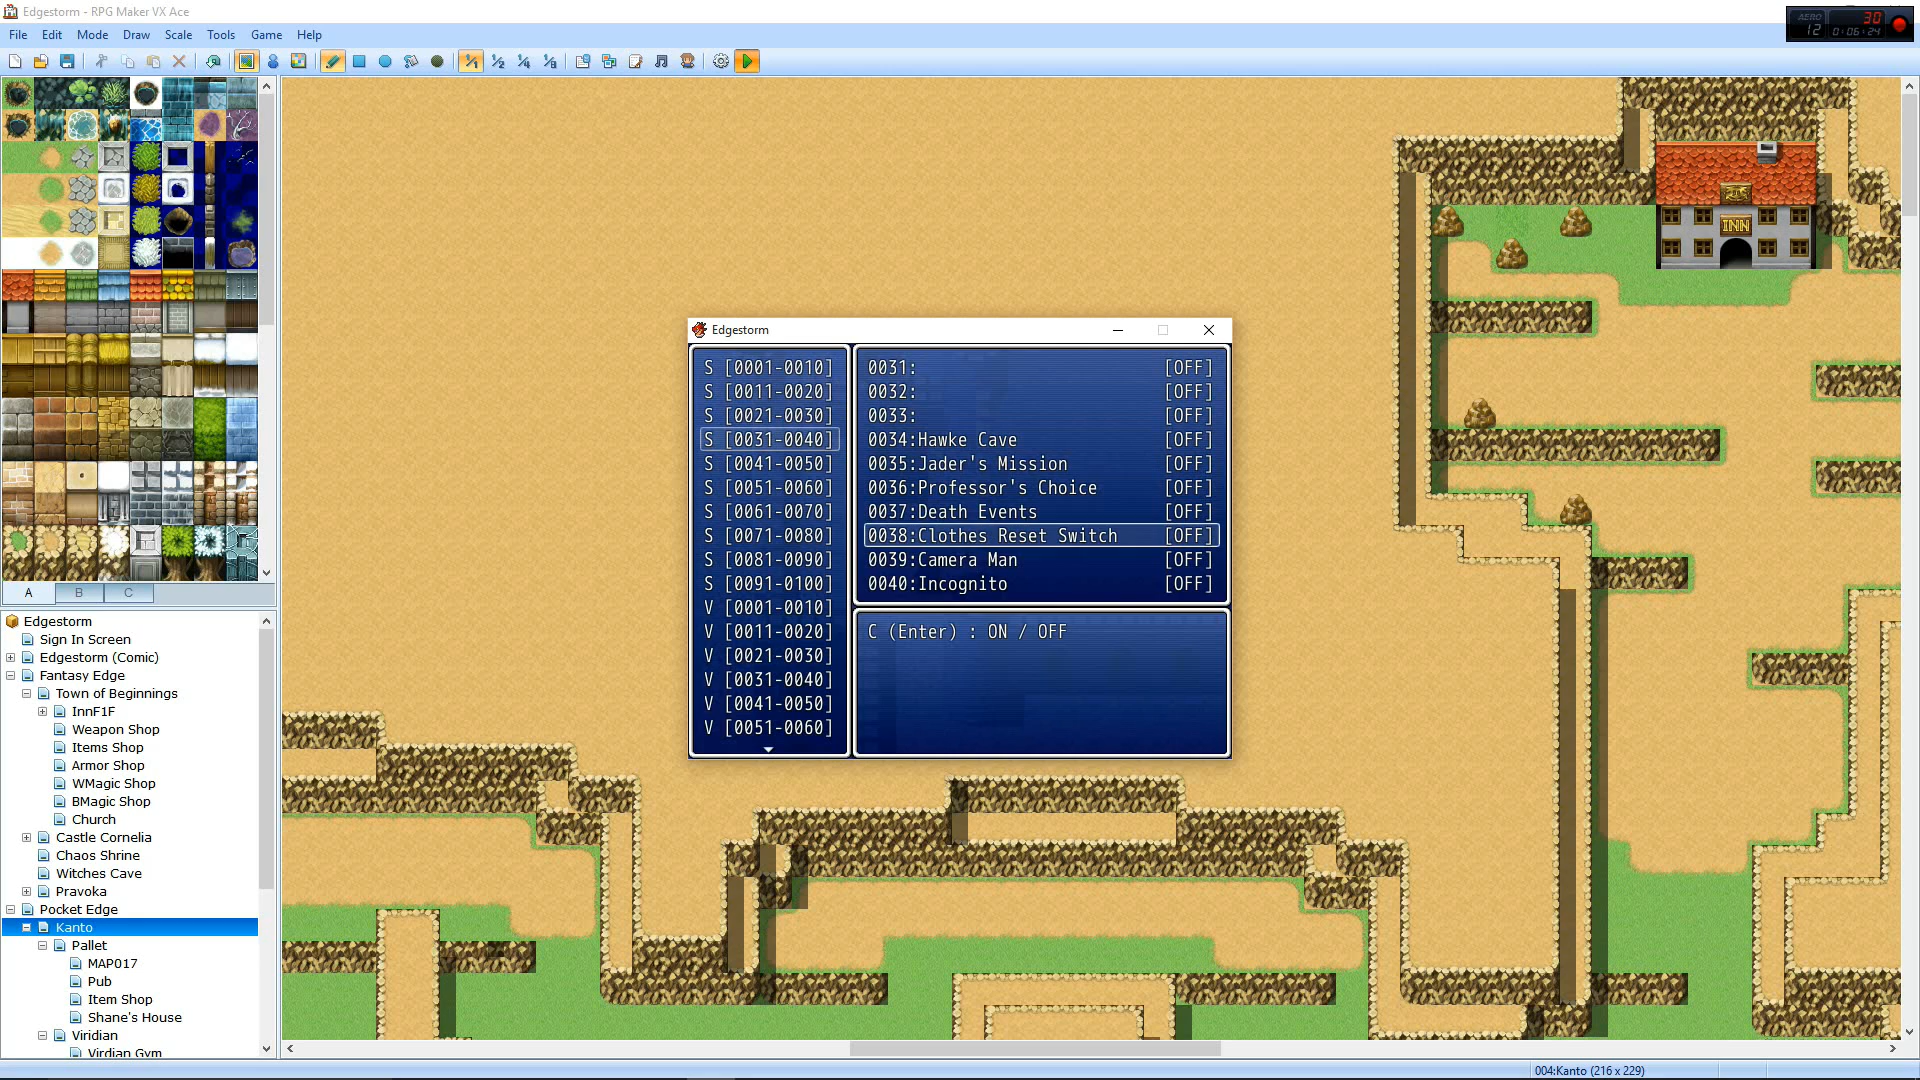 Edgestorm - RPG Maker VX Ace
File Edit Mode Draw Scale Tools Game Help
AERO
12
30
0:06:24
INN
Edgestorm
S [0001-0010]
S [0011-0020]
S [0021-0030]
S [0031-0040]
S [0041-0050]
S [0051-0060]
S [0061-0070]
S [0071-0080]
S [0081-0090]
S [0091-0100]
V [0001-0010]
V [0011-0020]
V [0021-0030]
V [0031-0040]
V [0041-0050]
V [0051-0060]
0031: [OFF]
0032: [OFF]
0033: [OFF]
0034:Hawke Cave [OFF]
0035:Jader's Mission [OFF]
0036:Professor's Choice [OFF]
0037:Death Events [OFF]
0038:Clothes Reset Switch [OFF]
0039:Camera Man [OFF]
0040:Incognito [OFF]
C (Enter) : ON / OFF
A B C
Edgestorm
Sign In Screen
Edgestorm (Comic)
Fantasy Edge
Town of Beginnings
InnF1F
Weapon Shop
Items Shop
Armor Shop
WMagic Shop
BMagic Shop
Church
Castle Cornelia
Chaos Shrine
Witches Cave
Pravoka
Pocket Edge
Kanto
Pallet
MAP017
Pub
Item Shop
Shane's House
Viridian
Virdian Gym
004:Kanto (216 x 229)